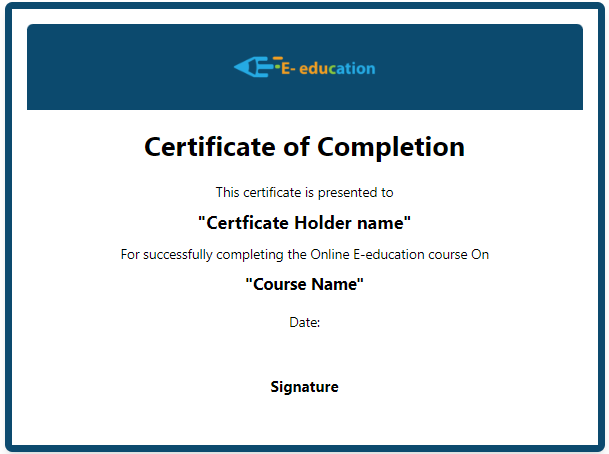 E- education
Certificate of Completion
This certificate is presented to
"Certficate Holder name"
For successfully completing the Online E-education course On
"Course Name"
Date:
Signature